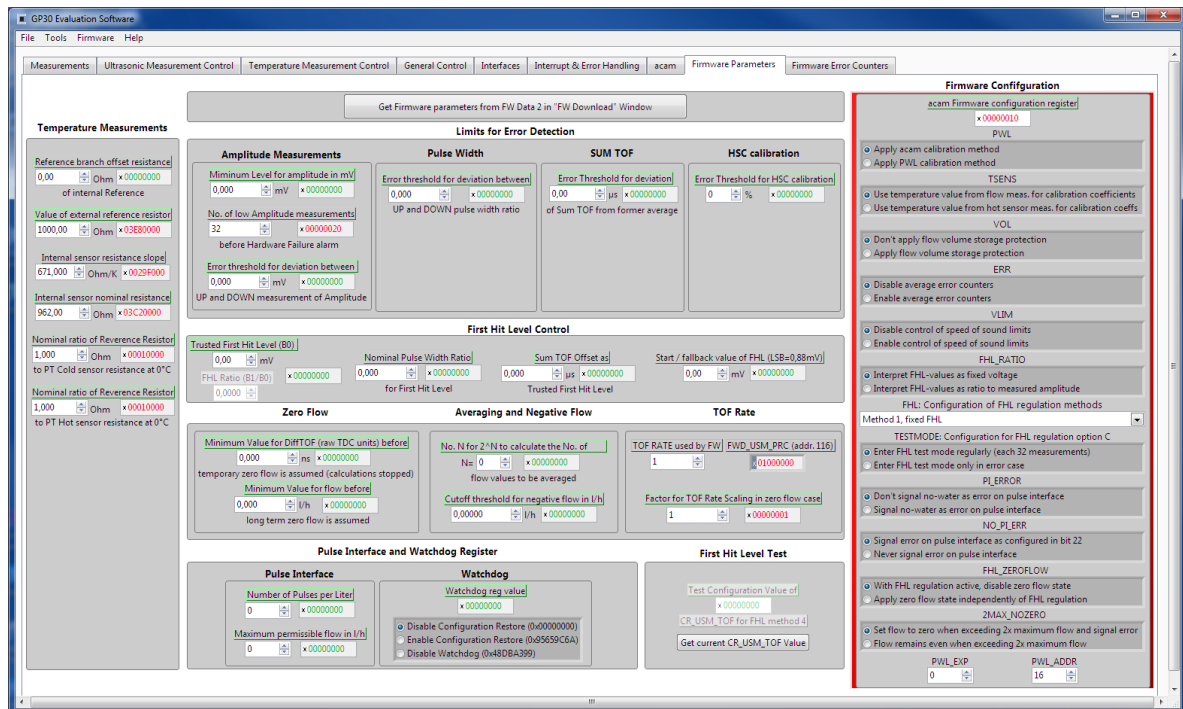 GP30 Evaluation Software
File Tools Firmware Help
Measurements Ultrasonic Measurement Control Temperature Measurement Control General Control Interfaces Interrupt & Error Handling acam Firmware Parameters Firmware Error Counters
Get Firmware parameters from FW Data 2 in "FW Download" Window
Temperature Measurements
Reference branch offset resistance
0,00 Ohm x 00000000
of internal Reference
Value of external reference resistor
1000,00 Ohm x 03E80000
Internal sensor resistance slope
671,000 Ohm/K x 0029F000
Internal sensor nominal resistance
962,00 Ohm x 03C20000
Nominal ratio of Reverence Resistor
1,000 Ohm x 00010000
to PT Cold sensor resistance at 0°C
Nominal ratio of Reverence Resistor
1,000 Ohm x 00010000
to PT Hot sensor resistance at 0°C
Limits for Error Detection
Amplitude Measurements
Miminum Level for amplitude in mV
0,000 mV x 00000000
No. of low Amplitude measurements
32 x 00000020
before Hardware Failure alarm
Error threshold for deviation between
0,000 mV x 00000000
UP and DOWN measurement of Amplitude
Pulse Width
Error threshold for deviation between
0,000 x 00000000
UP and DOWN pulse width ratio
SUM TOF
Error Threshold for deviation
0,00 µs x 00000000
of Sum TOF from former average
HSC calibration
Error Threshold for HSC calibration
0 % x 00000000
First Hit Level Control
Trusted First Hit Level (B0)
0,00 mV
FHL Ratio (B1/B0) x 00000000
0,0000
Nominal Pulse Width Ratio
0,000 x 00000000
for First Hit Level
Sum TOF Offset as
0,000 µs x 00000000
Trusted First Hit Level
Start / fallback value of FHL (LSB=0,88mV)
0,00 mV x 00000000
Zero Flow
Minimum Value for DiffTOF (raw TDC units) before
0,000 ns x 00000000
temporary zero flow is assumed (calculations stopped)
Minimum Value for flow before
0,000 l/h x 00000000
long term zero flow is assumed
Averaging and Negative Flow
No. N for 2^N to calculate the No. of
N= 0 x 00000000
flow values to be averaged
Cutoff threshold for negative flow in l/h
0,00000 l/h x 00000000
TOF Rate
TOF RATE used by FW FWD_USM_PRC (addr. 116)
1 x 01000000
Factor for TOF Rate Scaling in zero flow case
1 x 00000001
Pulse Interface and Watchdog Register
Pulse Interface
Number of Pulses per Liter
0 x 00000000
Maximum permissible flow in l/h
0 x 00000000
Watchdog
Watchdog reg value
x 00000000
Disable Configuration Restore (0x00000000)
Enable Configuration Restore (0x95659C6A)
Disable Watchdog (0x48DBA399)
First Hit Level Test
Test Configuration Value of
x 00000000
CR_USM_TOF for FHL method 4
Get current CR_USM_TOF Value
Firmware Confifguration
acam Firmware configuration register
x 00000010
PWL
Apply acam calibration method
Apply PWL calibration method
TSENS
Use temperature value from flow meas. for calibration coefficients
Use temperature value from hot sensor meas. for calibration coeffs
VOL
Don't apply flow volume storage protection
Apply flow volume storage protection
ERR
Disable average error counters
Enable average error counters
VLIM
Disable control of speed of sound limits
Enable control of speed of sound limits
FHL_RATIO
Interpret FHL-values as fixed voltage
Interpret FHL-values as ratio to measured amplitude
FHL: Configuration of FHL regulation methods
Method 1, fixed FHL
TESTMODE: Configuration for FHL regulation option C
Enter FHL test mode regularly (each 32 measurements)
Enter FHL test mode only in error case
PI_ERROR
Don't signal no-water as error on pulse interface
Signal no-water as error on pulse interface
NO_PI_ERR
Signal error on pulse interface as configured in bit 22
Never signal error on pulse interface
FHL_ZEROFLOW
With FHL regulation active, disable zero flow state
Apply zero flow state independently of FHL regulation
2MAX_NOZERO
Set flow to zero when exceeding 2x maximum flow and signal error
Flow remains even when exceeding 2x maximum flow
PWL_EXP PWL_ADDR
0 16